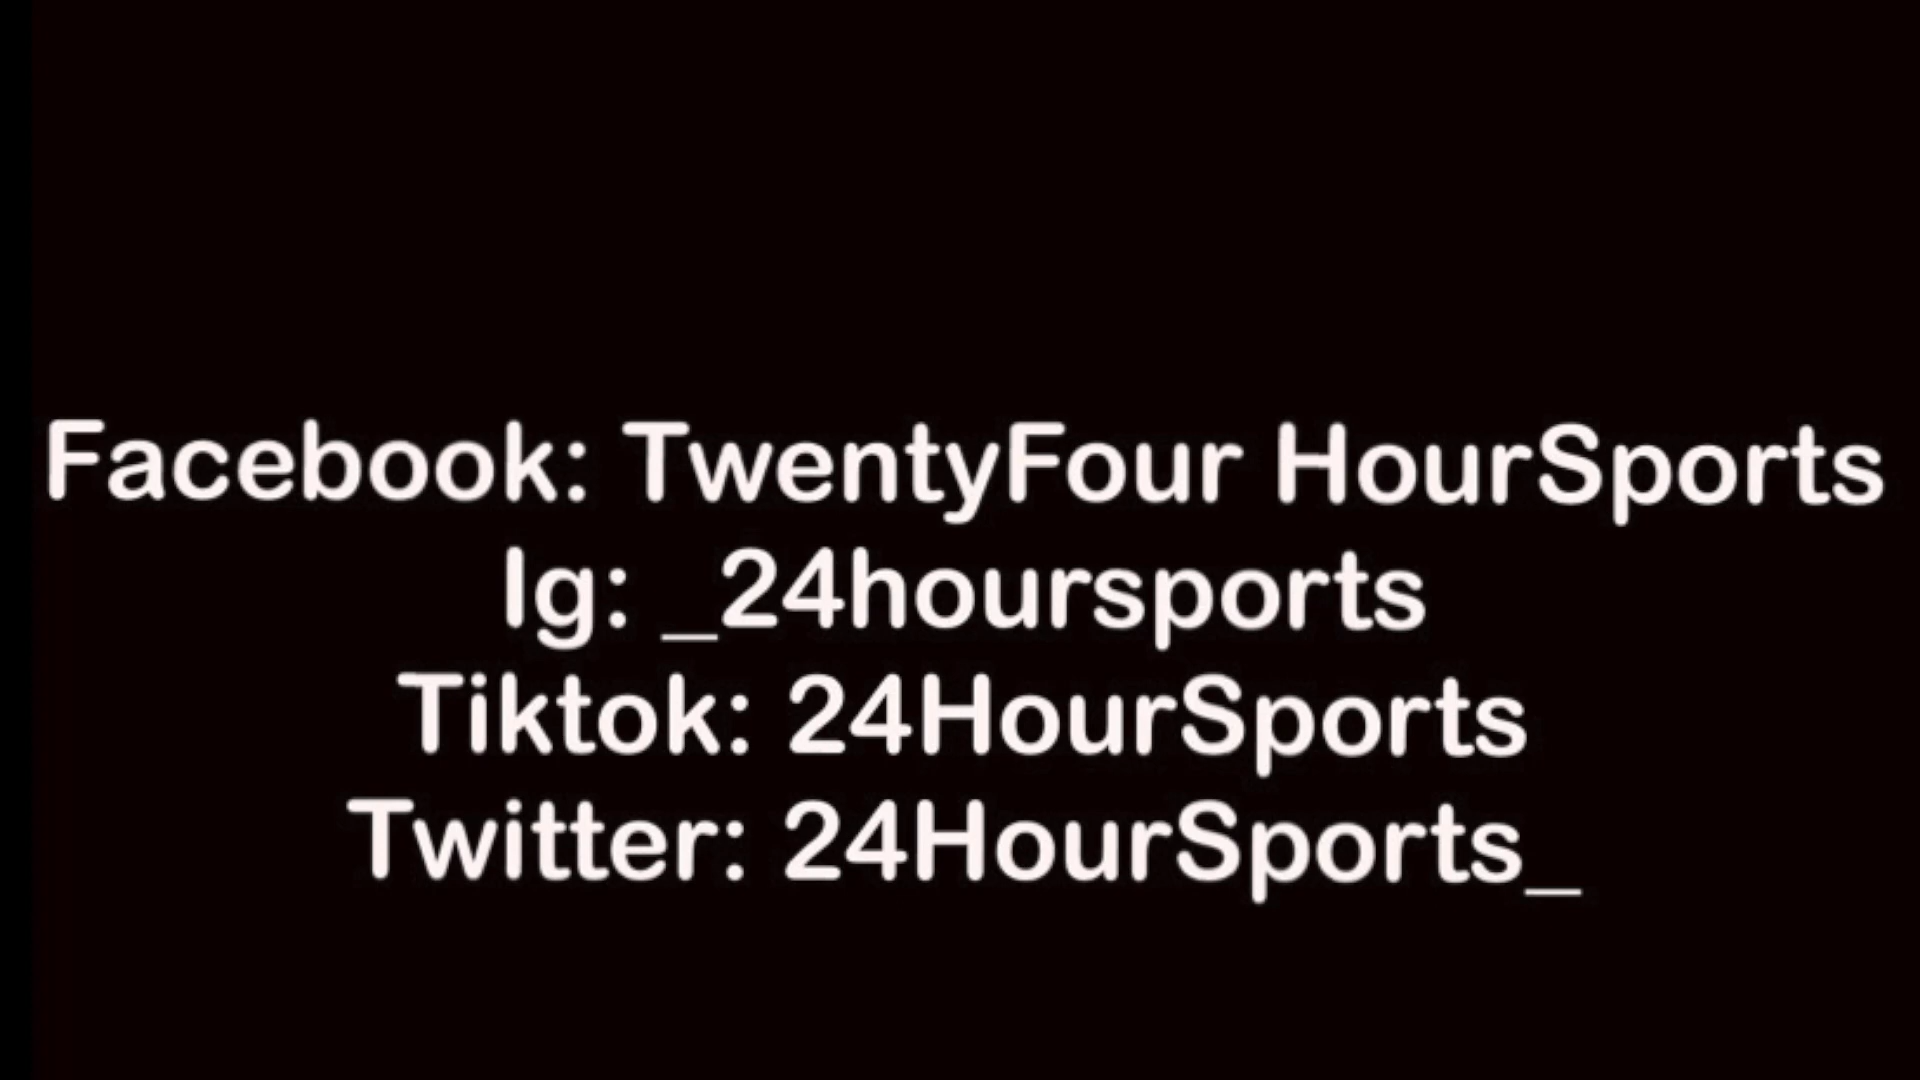 Facebook: TwentyFour HourSports
Ig: _24hoursports
Tiktok: 24HourSports
Twitter: 24HourSports_